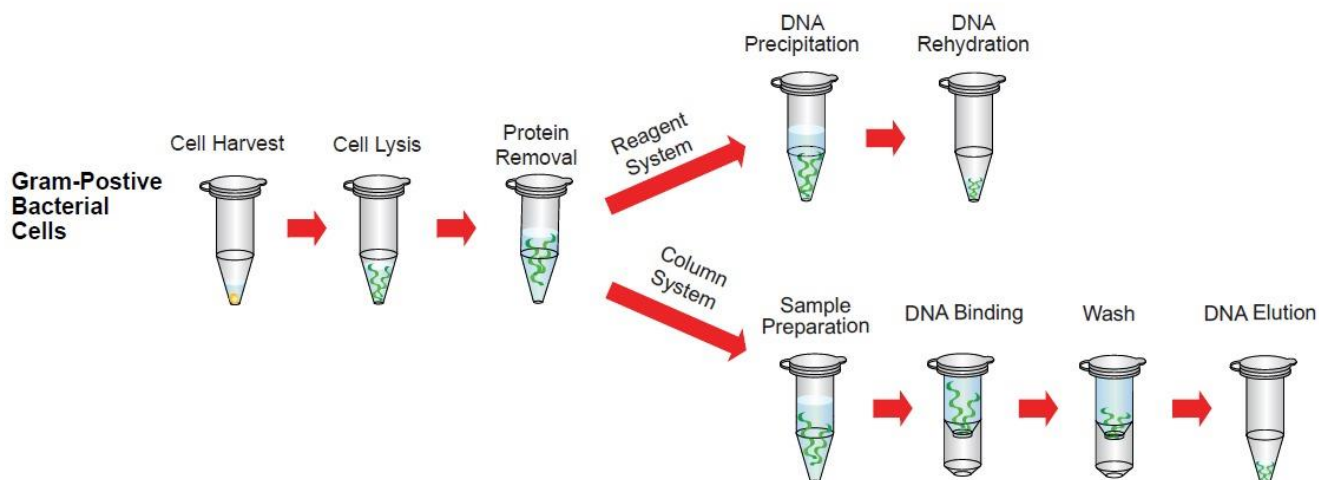 Gram-Postive
Bacterial
Cells
Cell Harvest
Cell Lysis
Protein
Removal
Reagent
System
DNA
Precipitation
DNA
Rehydration
Column
System
Sample
Preparation
DNA Binding
Wash
DNA Elution